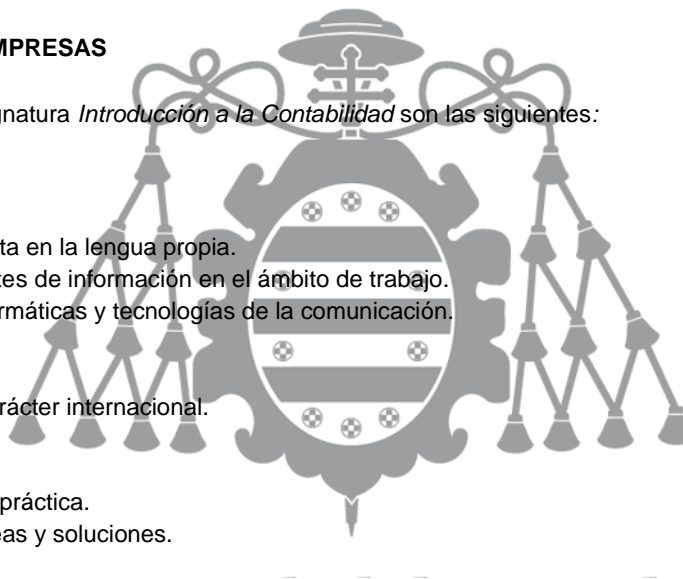 MPRESAS
gnatura Introducción a la Contabilidad son las siguientes:
ta en la lengua propia.
tes de información en el ámbito de trabajo.
rmáticas y tecnologías de la comunicación.
rácter internacional.
práctica.
eas y soluciones.